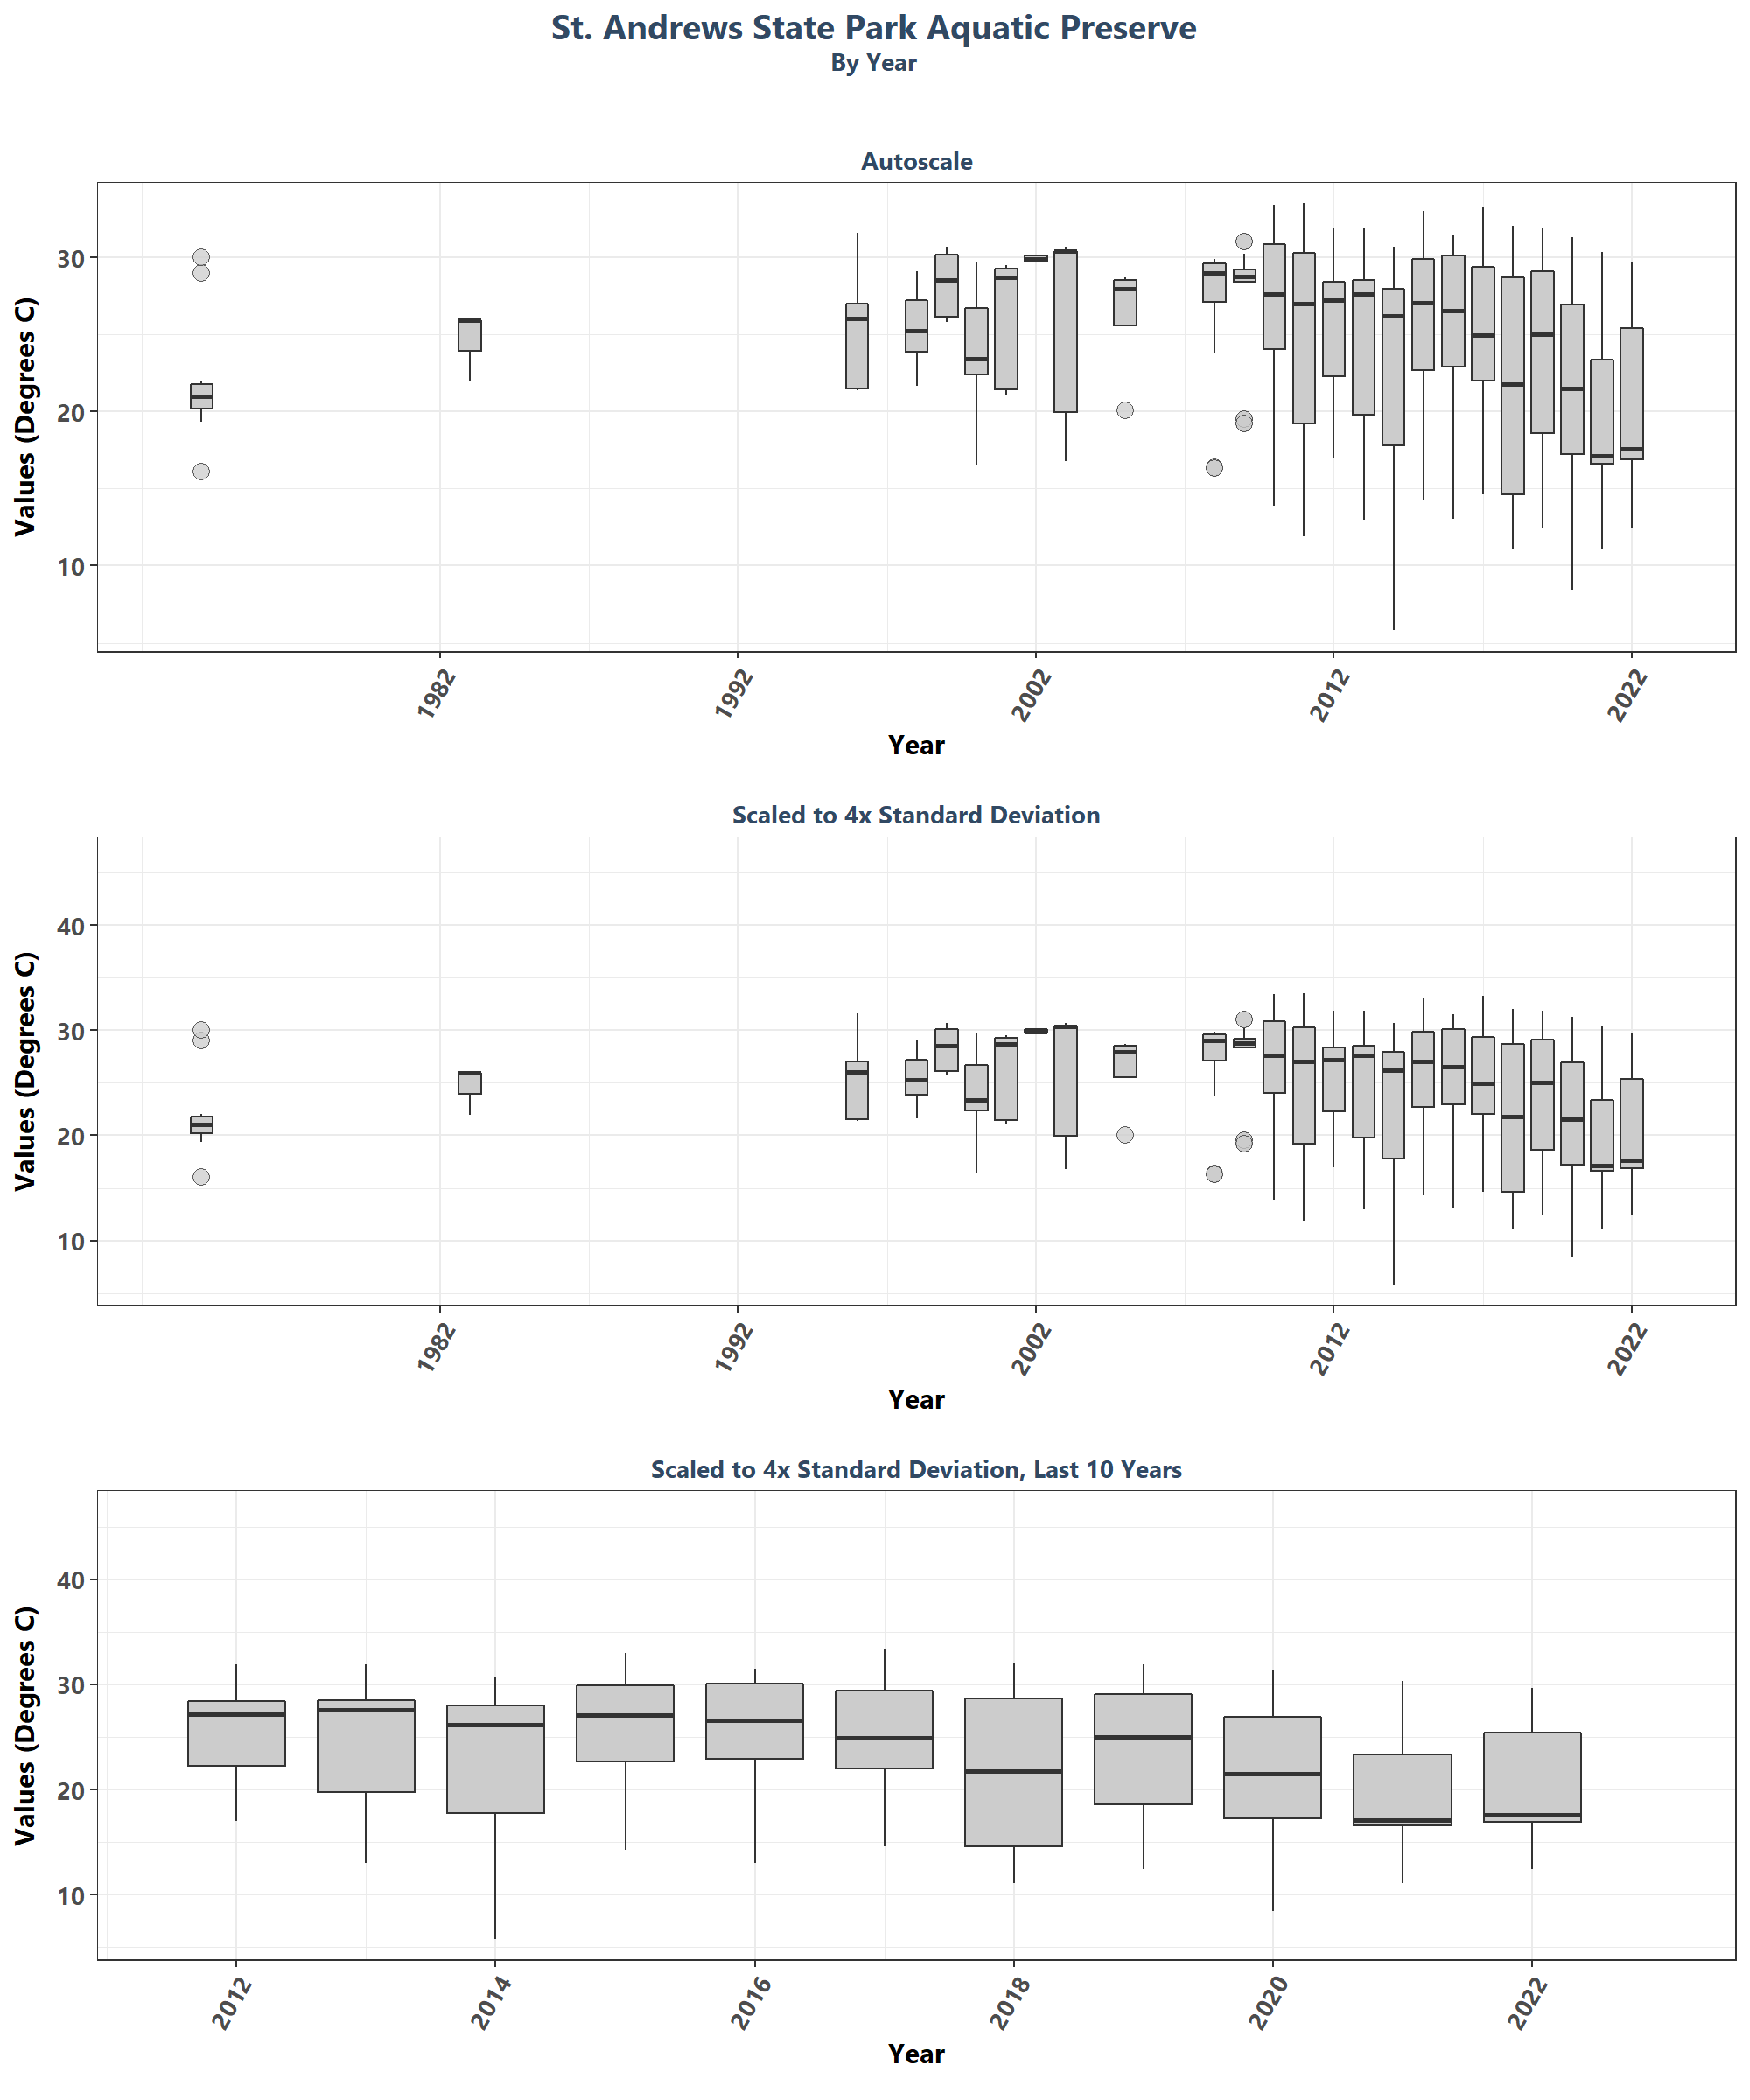 St. Andrews State Park Aquatic Preserve
By Year
Autoscale
Values (Degrees C)
30
20
10
1982
1992
2002
2012
2022
Year
Scaled to 4x Standard Deviation
Values (Degrees C)
40
30
20
10
1982
1992
2002
2012
2022
Year
Scaled to 4x Standard Deviation, Last 10 Years
Values (Degrees C)
40
30
20
10
2012
2014
2016
2018
2020
2022
Year